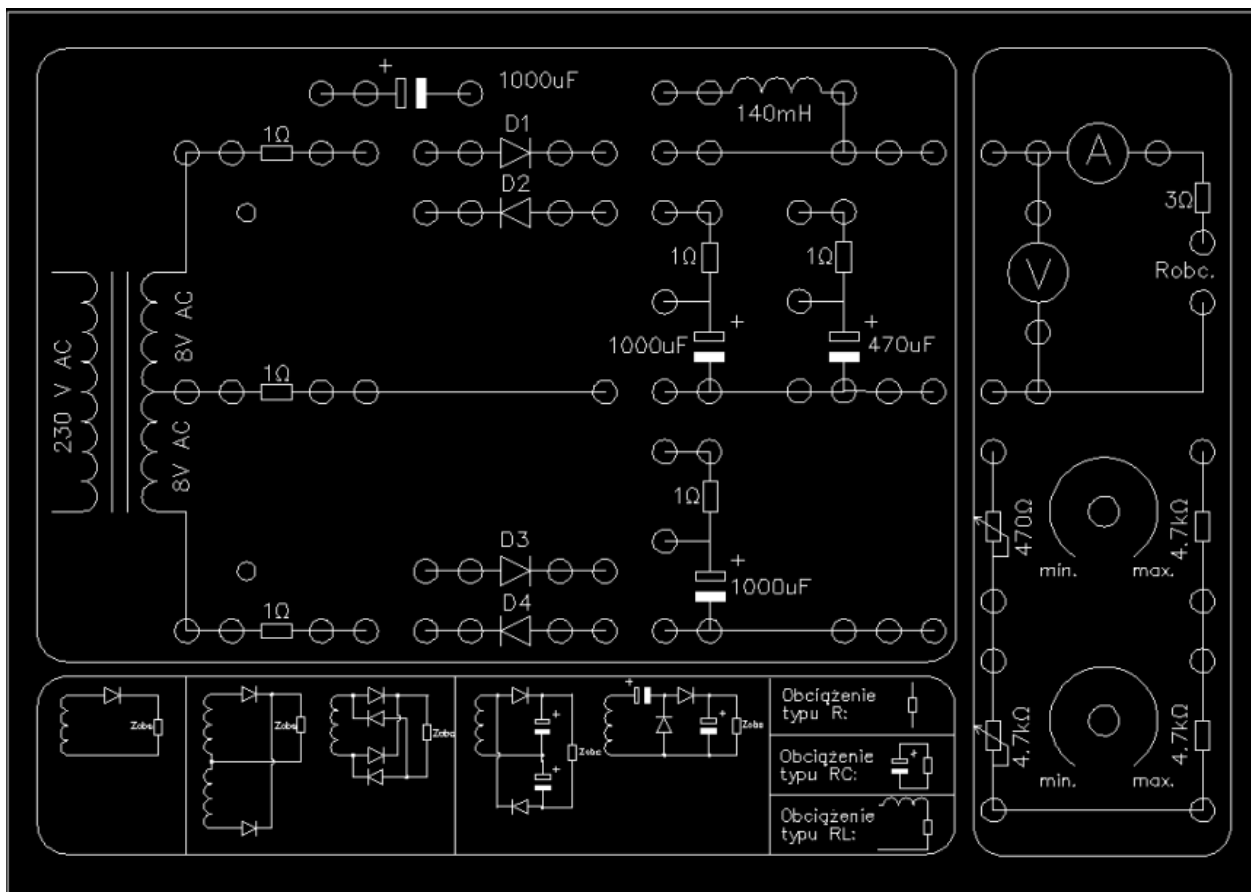 +
1000uF
140mH
1Ω
D1
A
D2
3Ω
1Ω
1Ω
V
Robc.
+
+
1000uF
470uF
8V AC
230 V AC
1Ω
8V AC
1Ω
470Ω
4.7kΩ
D3
min.
max.
+
1000uF
D4
1Ω
+
Zobc
Zobc
Zobc
+
+
Zobc
+
Zobc
Obciążenie
typu R:
Obciążenie
typu RC:
+
Obciążenie
typu RL:
4.7kΩ
4.7kΩ
min.
max.